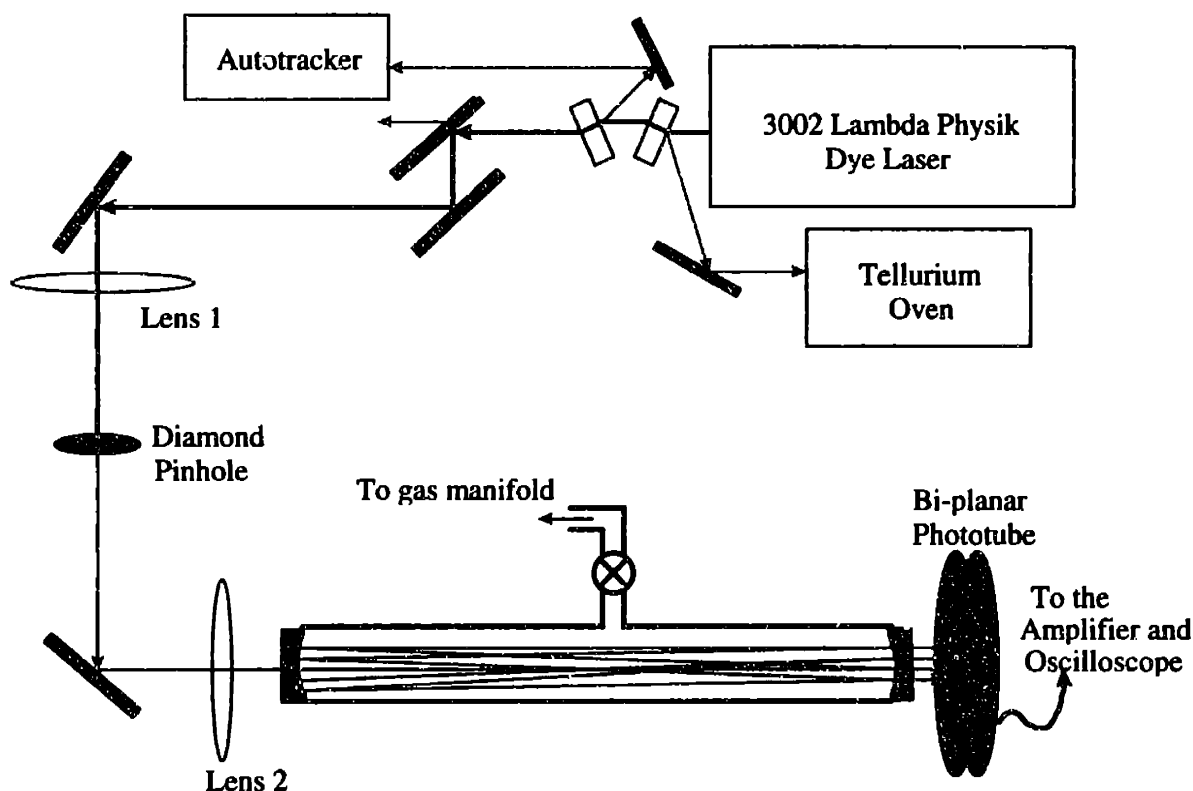 Autotracker
3002 Lambda Physik
Dye Laser
Tellurium
Oven
Lens 1
Diamond
Pinhole
To gas manifold
Bi-planar
Phototube
To the
Amplifier and
Oscilloscope
Lens 2